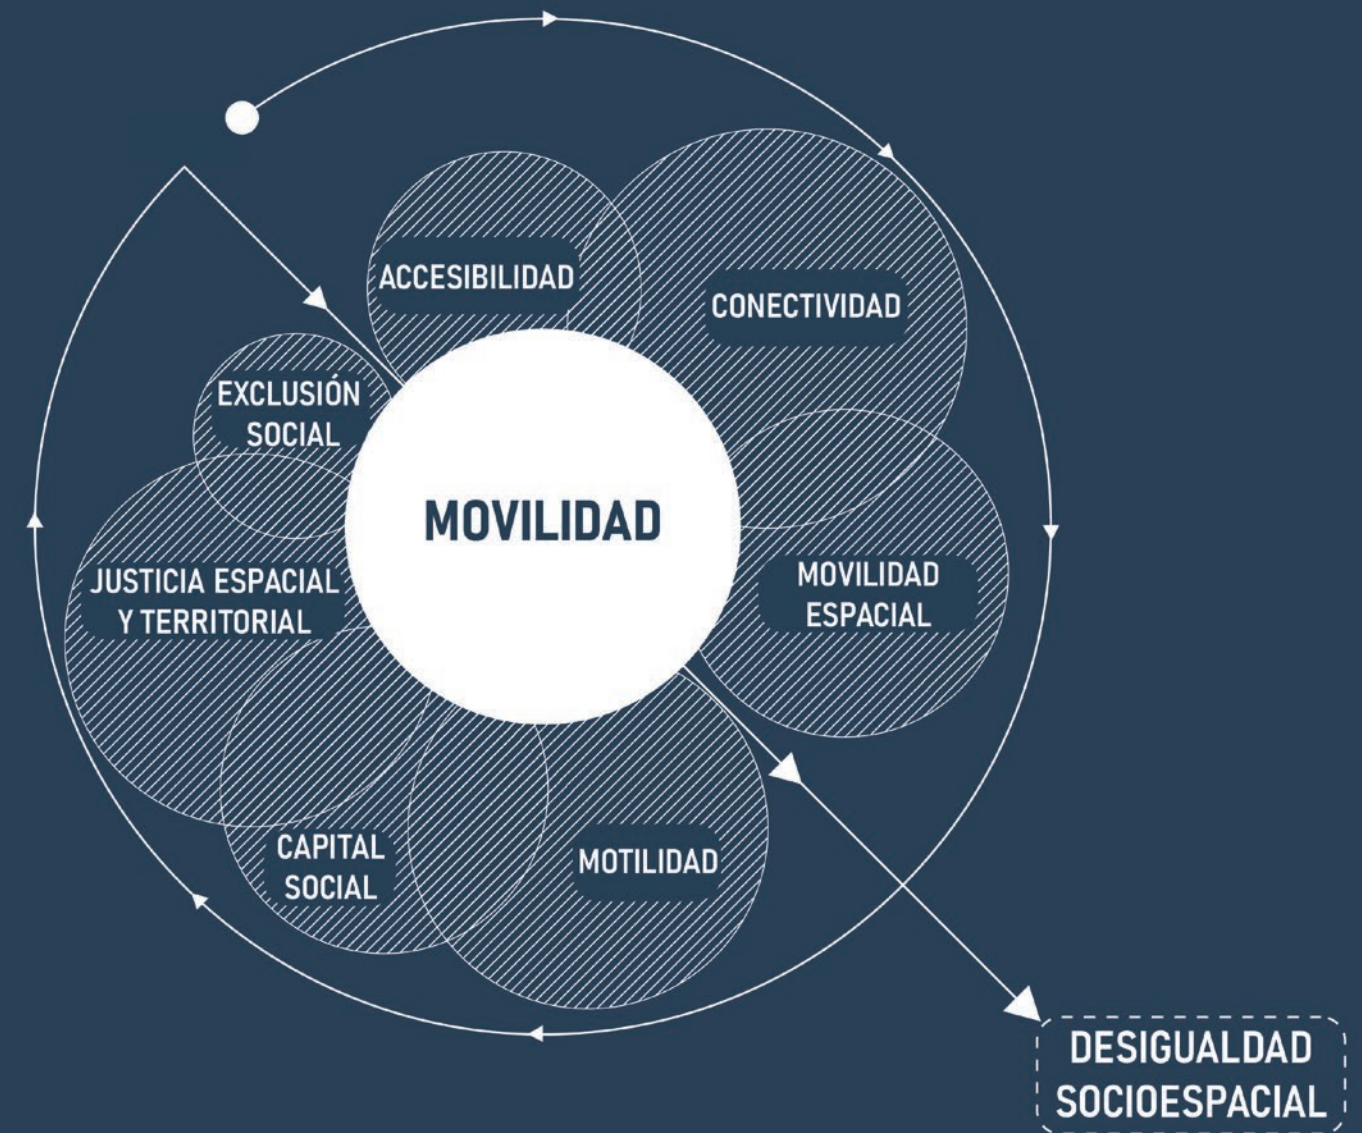 ACCESIBILIDAD
CONECTIVIDAD
EXCLUSIÓN
SOCIAL
MOVILIDAD
JUSTICIA ESPACIAL
Y TERRITORIAL
MOVILIDAD
ESPACIAL
CAPITAL
SOCIAL
MOTILIDAD
DESIGUALDAD
SOCIOESPACIAL